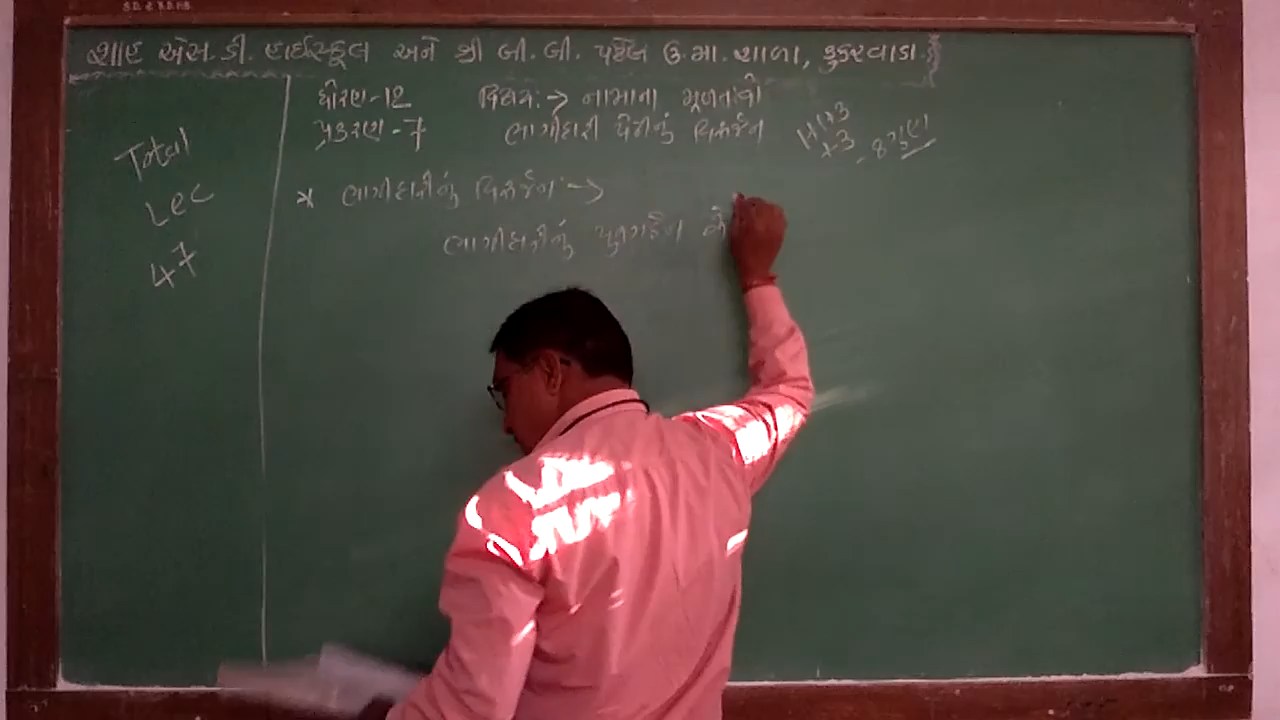 શાહ એસ.ડી. હાઈસ્કૂલ અને શ્રી બી.બી. પટેલ ઉ.મા.શાળા, કુકરવાડા.
ધોરણ-12 વિષય:-> નામાના મૂળતત્વો
પ્રકરણ-7 ભાગીદારી પેઢીનું વિસર્જન
8 ગુણ
Total
Lec
47
* ભાગીદારીનું વિસર્જન:->
ભાગીદારીનું પુનર્ગઠન એ